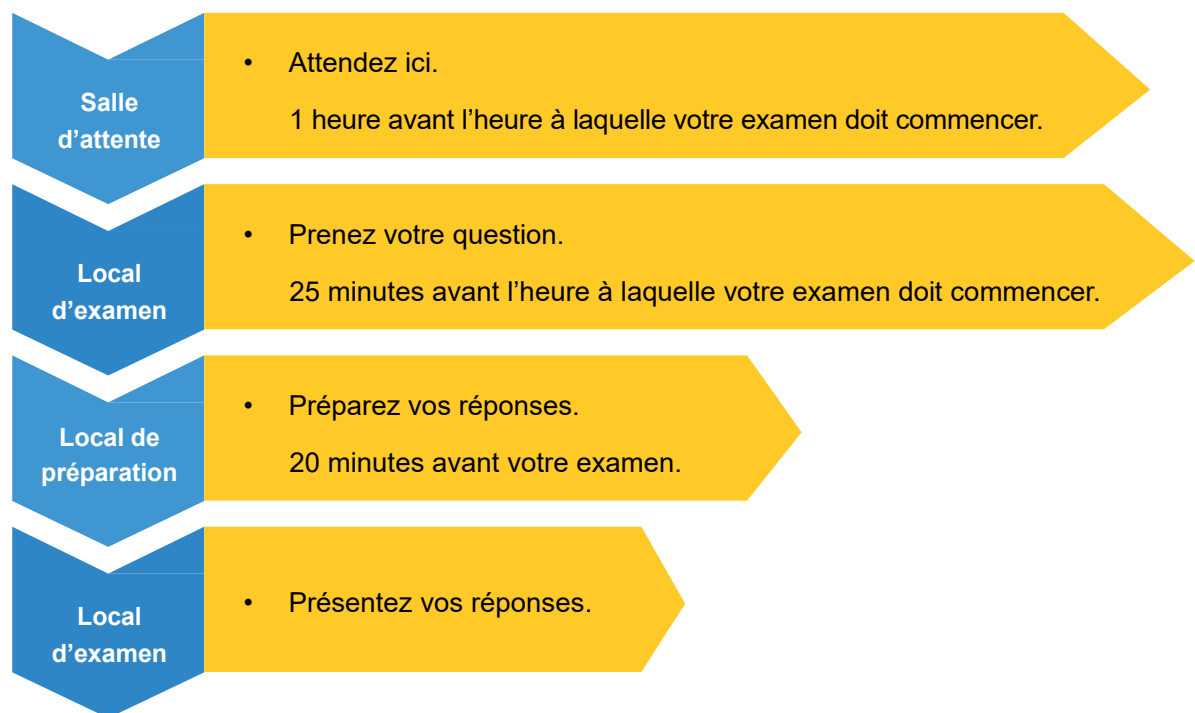 Salle
d’attente
• Attendez ici.
1 heure avant l’heure à laquelle votre examen doit commencer.
Local
d’examen
• Prenez votre question.
25 minutes avant l’heure à laquelle votre examen doit commencer.
Local de
préparation
• Préparez vos réponses.
20 minutes avant votre examen.
Local
d’examen
• Présentez vos réponses.